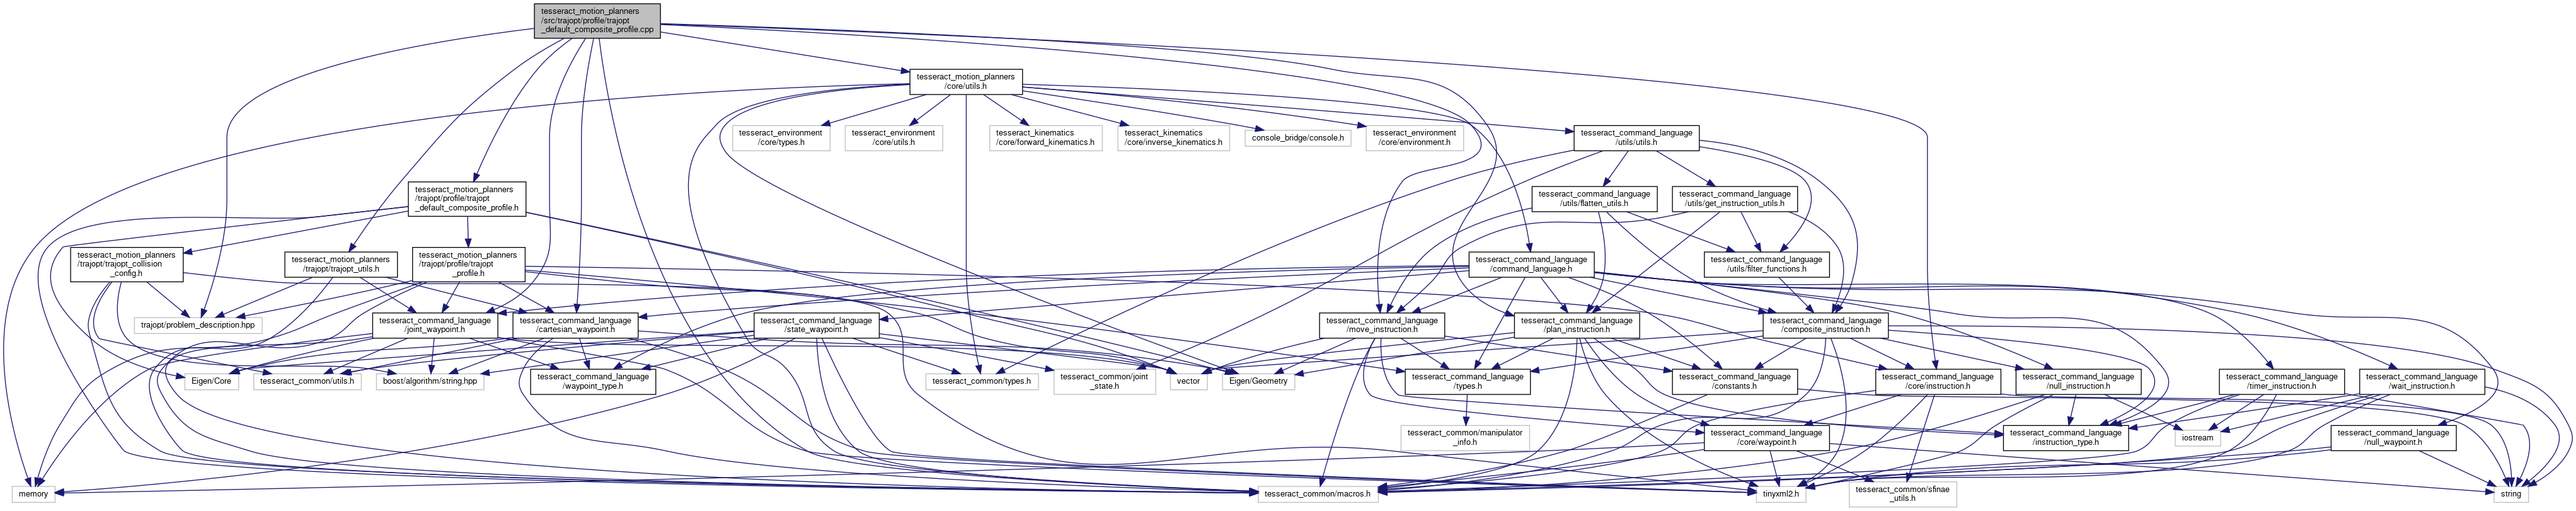 tesseract_motion_planners
/src/trajopt/profile/trajopt
_default_composite_profile.cpp
tesseract_motion_planners
/core/utils.h
tesseract_environment
/core/types.h
tesseract_environment
/core/utils.h
tesseract_kinematics
/core/forward_kinematics.h
tesseract_kinematics
/core/inverse_kinematics.h
console_bridge/console.h
tesseract_environment
/core/environment.h
tesseract_command_language
/utils/utils.h
tesseract_motion_planners
/trajopt/profile/trajopt
_default_composite_profile.h
tesseract_command_language
/utils/flatten_utils.h
tesseract_command_language
/utils/get_instruction_utils.h
tesseract_motion_planners
/trajopt/trajopt_collision
_config.h
tesseract_motion_planners
/trajopt/trajopt_utils.h
tesseract_motion_planners
/trajopt/profile/trajopt
_profile.h
tesseract_command_language
/command_language.h
tesseract_command_language
/utils/filter_functions.h
trajopt/problem_description.hpp
tesseract_command_language
/joint_waypoint.h
tesseract_command_language
/cartesian_waypoint.h
tesseract_command_language
/state_waypoint.h
tesseract_command_language
/move_instruction.h
tesseract_command_language
/plan_instruction.h
tesseract_command_language
/composite_instruction.h
Eigen/Core
tesseract_common/utils.h
boost/algorithm/string.hpp
tesseract_command_language
/waypoint_type.h
tesseract_common/types.h
tesseract_common/joint
_state.h
vector
Eigen/Geometry
tesseract_command_language
/types.h
tesseract_command_language
/constants.h
tesseract_command_language
/core/instruction.h
tesseract_command_language
/null_instruction.h
tesseract_command_language
/timer_instruction.h
tesseract_command_language
/wait_instruction.h
tesseract_common/manipulator
_info.h
tesseract_command_language
/core/waypoint.h
tesseract_command_language
/instruction_type.h
iostream
tesseract_command_language
/null_waypoint.h
memory
tesseract_common/macros.h
tinyxml2.h
tesseract_common/sfinae
_utils.h
string